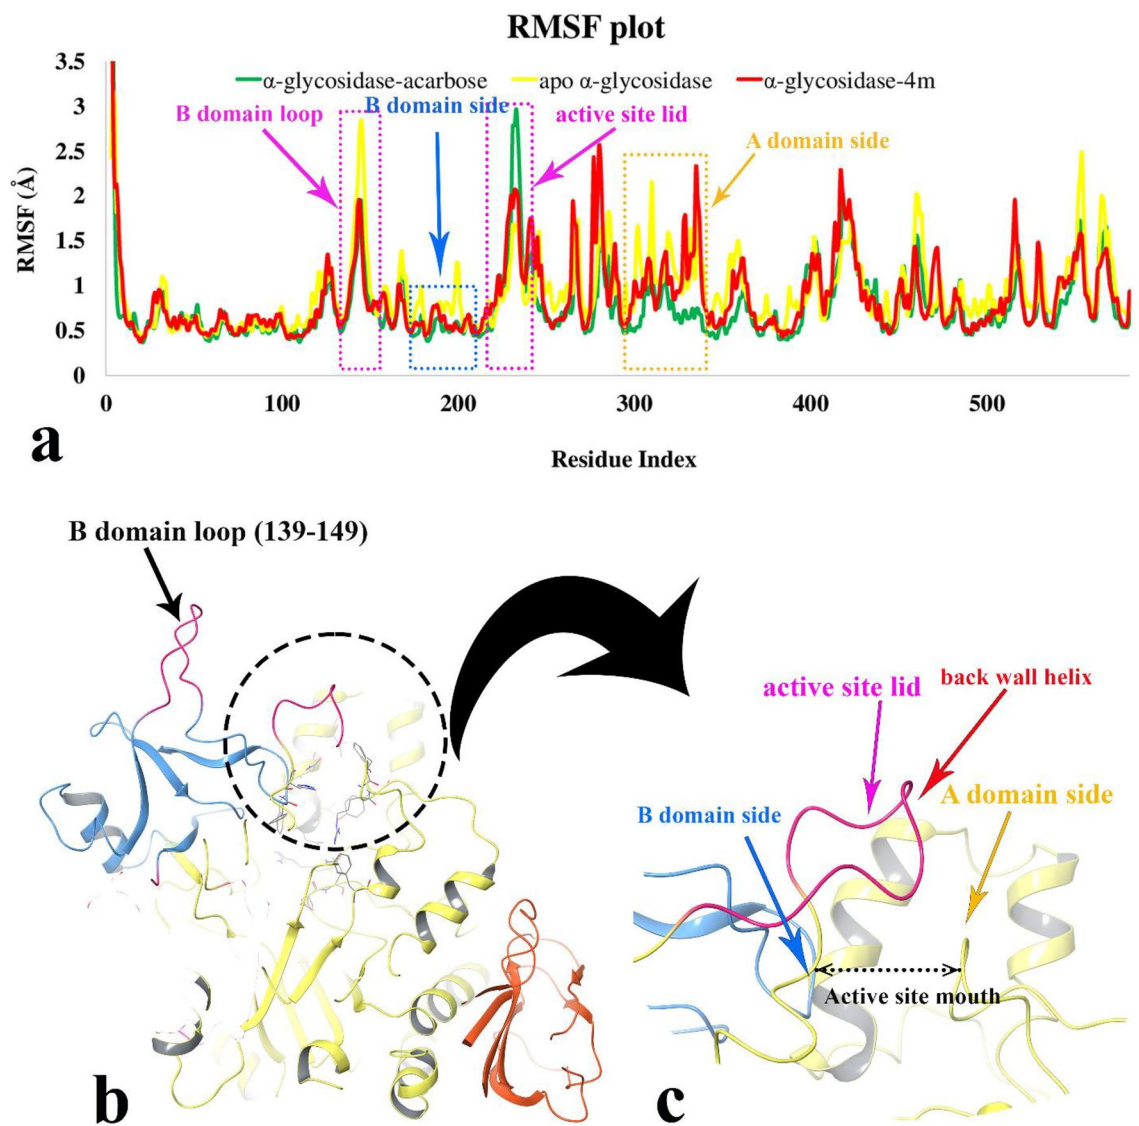 RMSF plot
3.5
α-glycosidase-acarbose apo α-glycosidase α-glycosidase-4m
3
B domain loop B domain side active site lid
2.5
A domain side
2
RMSF (Å)
1.5
1
0.5
0
0 100 200 300 400 500
a
Residue Index
B domain loop (139-149)
active site lid back wall helix
B domain side A domain side
Active site mouth
b c